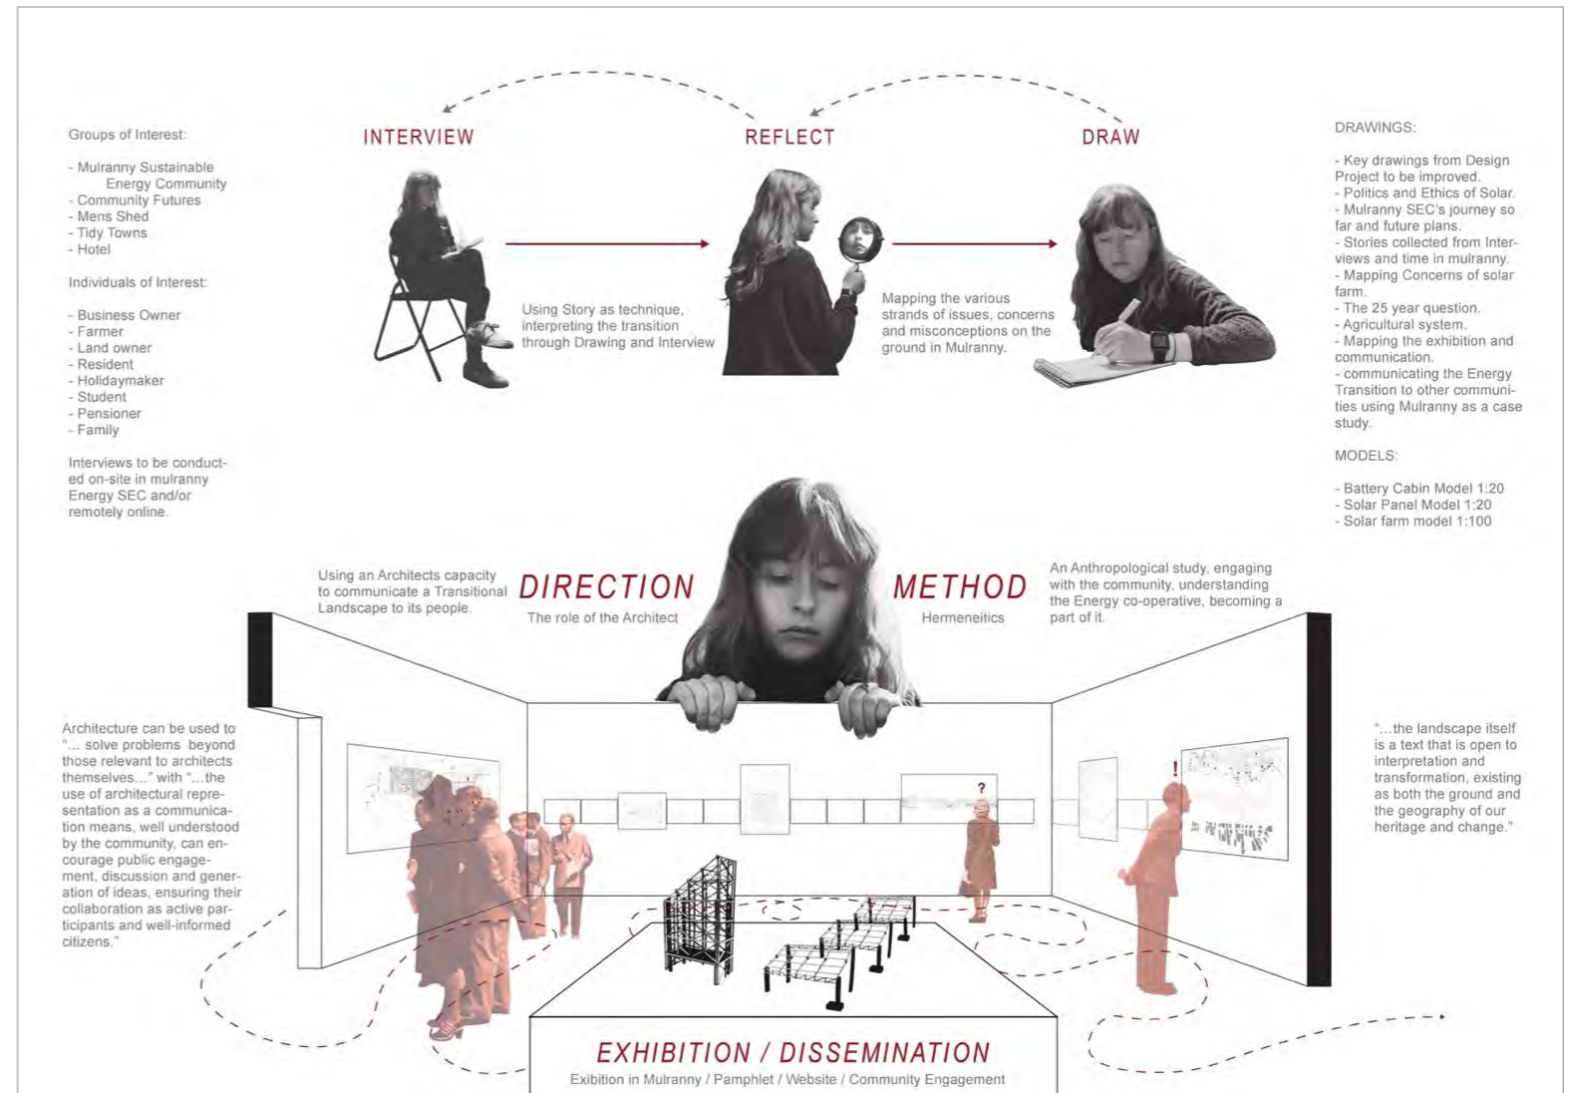 INTERVIEW
REFLECT
DRAW
Groups of Interest:
- Mulranny Sustainable
Energy Community
- Community Futures
- Mens Shed
- Tidy Towns
- Hotel
Individuals of Interest:
- Business Owner
- Farmer
- Land owner
- Resident
- Holidaymaker
- Student
- Pensioner
- Family
Interviews to be conduct-
ed on-site in mulranny
Energy SEC and/or
remotely online.
Using Story as technique,
interpreting the transition
through Drawing and Interview
Mapping the various
strands of issues, concerns
and misconceptions on the
ground in Mulranny.
DRAWINGS:
- Key drawings from Design
Project to be improved.
- Politics and Ethics of Solar.
- Mulranny SEC's journey so
far and future plans.
- Stories collected from Inter-
views and time in mulranny.
- Mapping Concerns of solar
farm.
- The 25 year question.
- Agricultural system.
- Mapping the exhibition and
communication.
- communicating the Energy
Transition to other communi-
ties using Mulranny as a case
study.
MODELS:
- Battery Cabin Model 1:20
- Solar Panel Model 1:20
- Solar farm model 1:100
Using an Architects capacity
to communicate a Transitional
Landscape to its people.
DIRECTION
The role of the Architect
METHOD
Hermeneitics
An Anthropological study, engaging
with the community, understanding
the Energy co-operative, becoming a
part of it.
Architecture can be used to
"... solve problems beyond
those relevant to architects
themselves..." with "...the
use of architectural repre-
sentation as a communica-
tion means, well understood
by the community, can en-
courage public engage-
ment, discussion and gener-
ation of ideas, ensuring their
collaboration as active par-
ticipants and well-informed
citizens."
?
!
"...the landscape itself
is a text that is open to
interpretation and
transformation, existing
as both the ground and
the geography of our
heritage and change."
EXHIBITION / DISSEMINATION
Exibition in Mulranny / Pamphlet / Website / Community Engagement